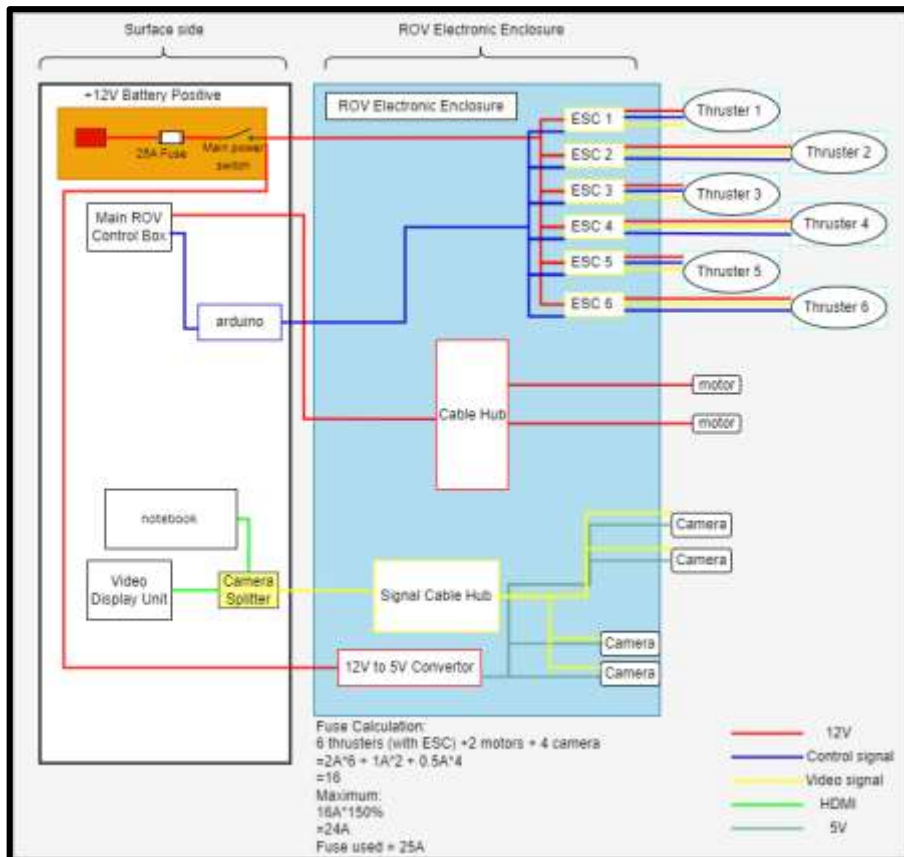 Surface side
ROV Electronic Enclosure
+12V Battery Positive
25A Fuse
Main power
switch
ROV Electronic Enclosure
ESC 1
Thruster 1
ESC 2
Thruster 2
ESC 3
Thruster 3
ESC 4
Thruster 4
ESC 5
Thruster 5
ESC 6
Thruster 6
Main ROV
Control Box
arduino
Cable Hub
motor
motor
notebook
Video
Display Unit
Camera
Splitter
Signal Cable Hub
Camera
Camera
Camera
Camera
12V to 5V Convertor
Fuse Calculation:
6 thrusters (with ESC) +2 motors + 4 camera
=2A*6 + 1A*2 + 0.5A*4
=16
Maximum:
16A*150%
=24A
Fuse used = 25A
12V
Control signal
Video signal
HDMI
5V